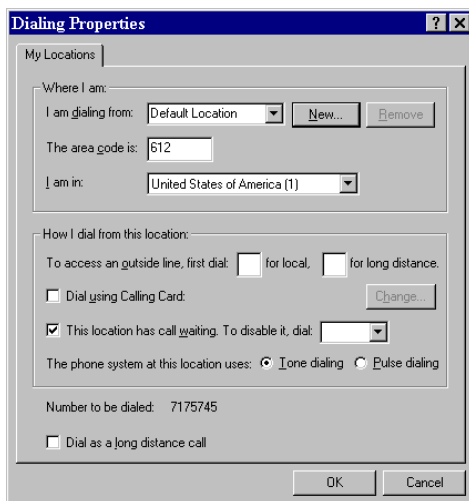 Dialing Properties
My Locations
Where I am:
I am dialing from: Default Location New... Remove
The area code is: 612
I am in: United States of America (1)
How I dial from this location:
To access an outside line, first dial: for local, for long distance.
Dial using Calling Card: Change...
This location has call waiting. To disable it, dial:
The phone system at this location uses: Tone dialing Pulse dialing
Number to be dialed: 7175745
Dial as a long distance call
OK Cancel